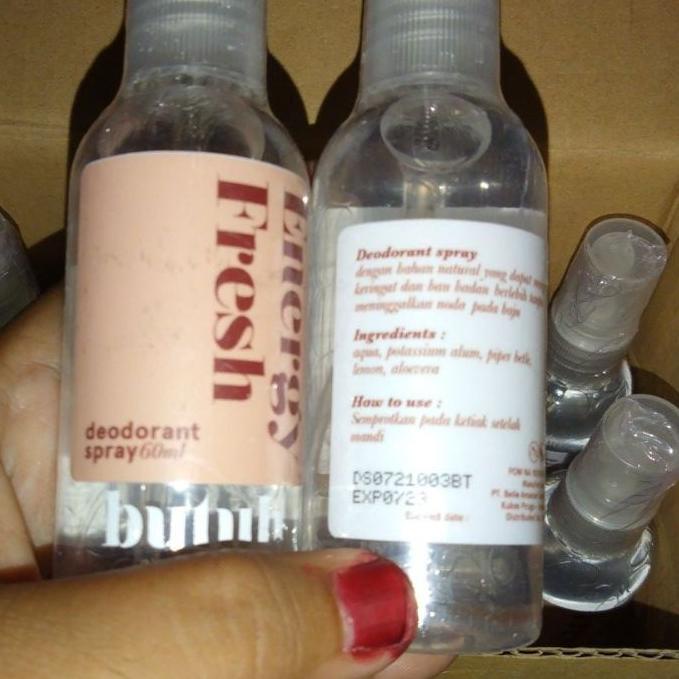 Fresh
Energy
deodorant
spray 60ml
Deodorant spray
dengan bahan natural yang dapat
keringat dan bau badan berlebih
meninggalkan noda pada baju
Ingredients :
aqua, potassium alum, piper betle,
lemon, aloevera
How to use :
Semprotkan pada ketiak setelah
mandi
DS0721003BT
EXP07/23